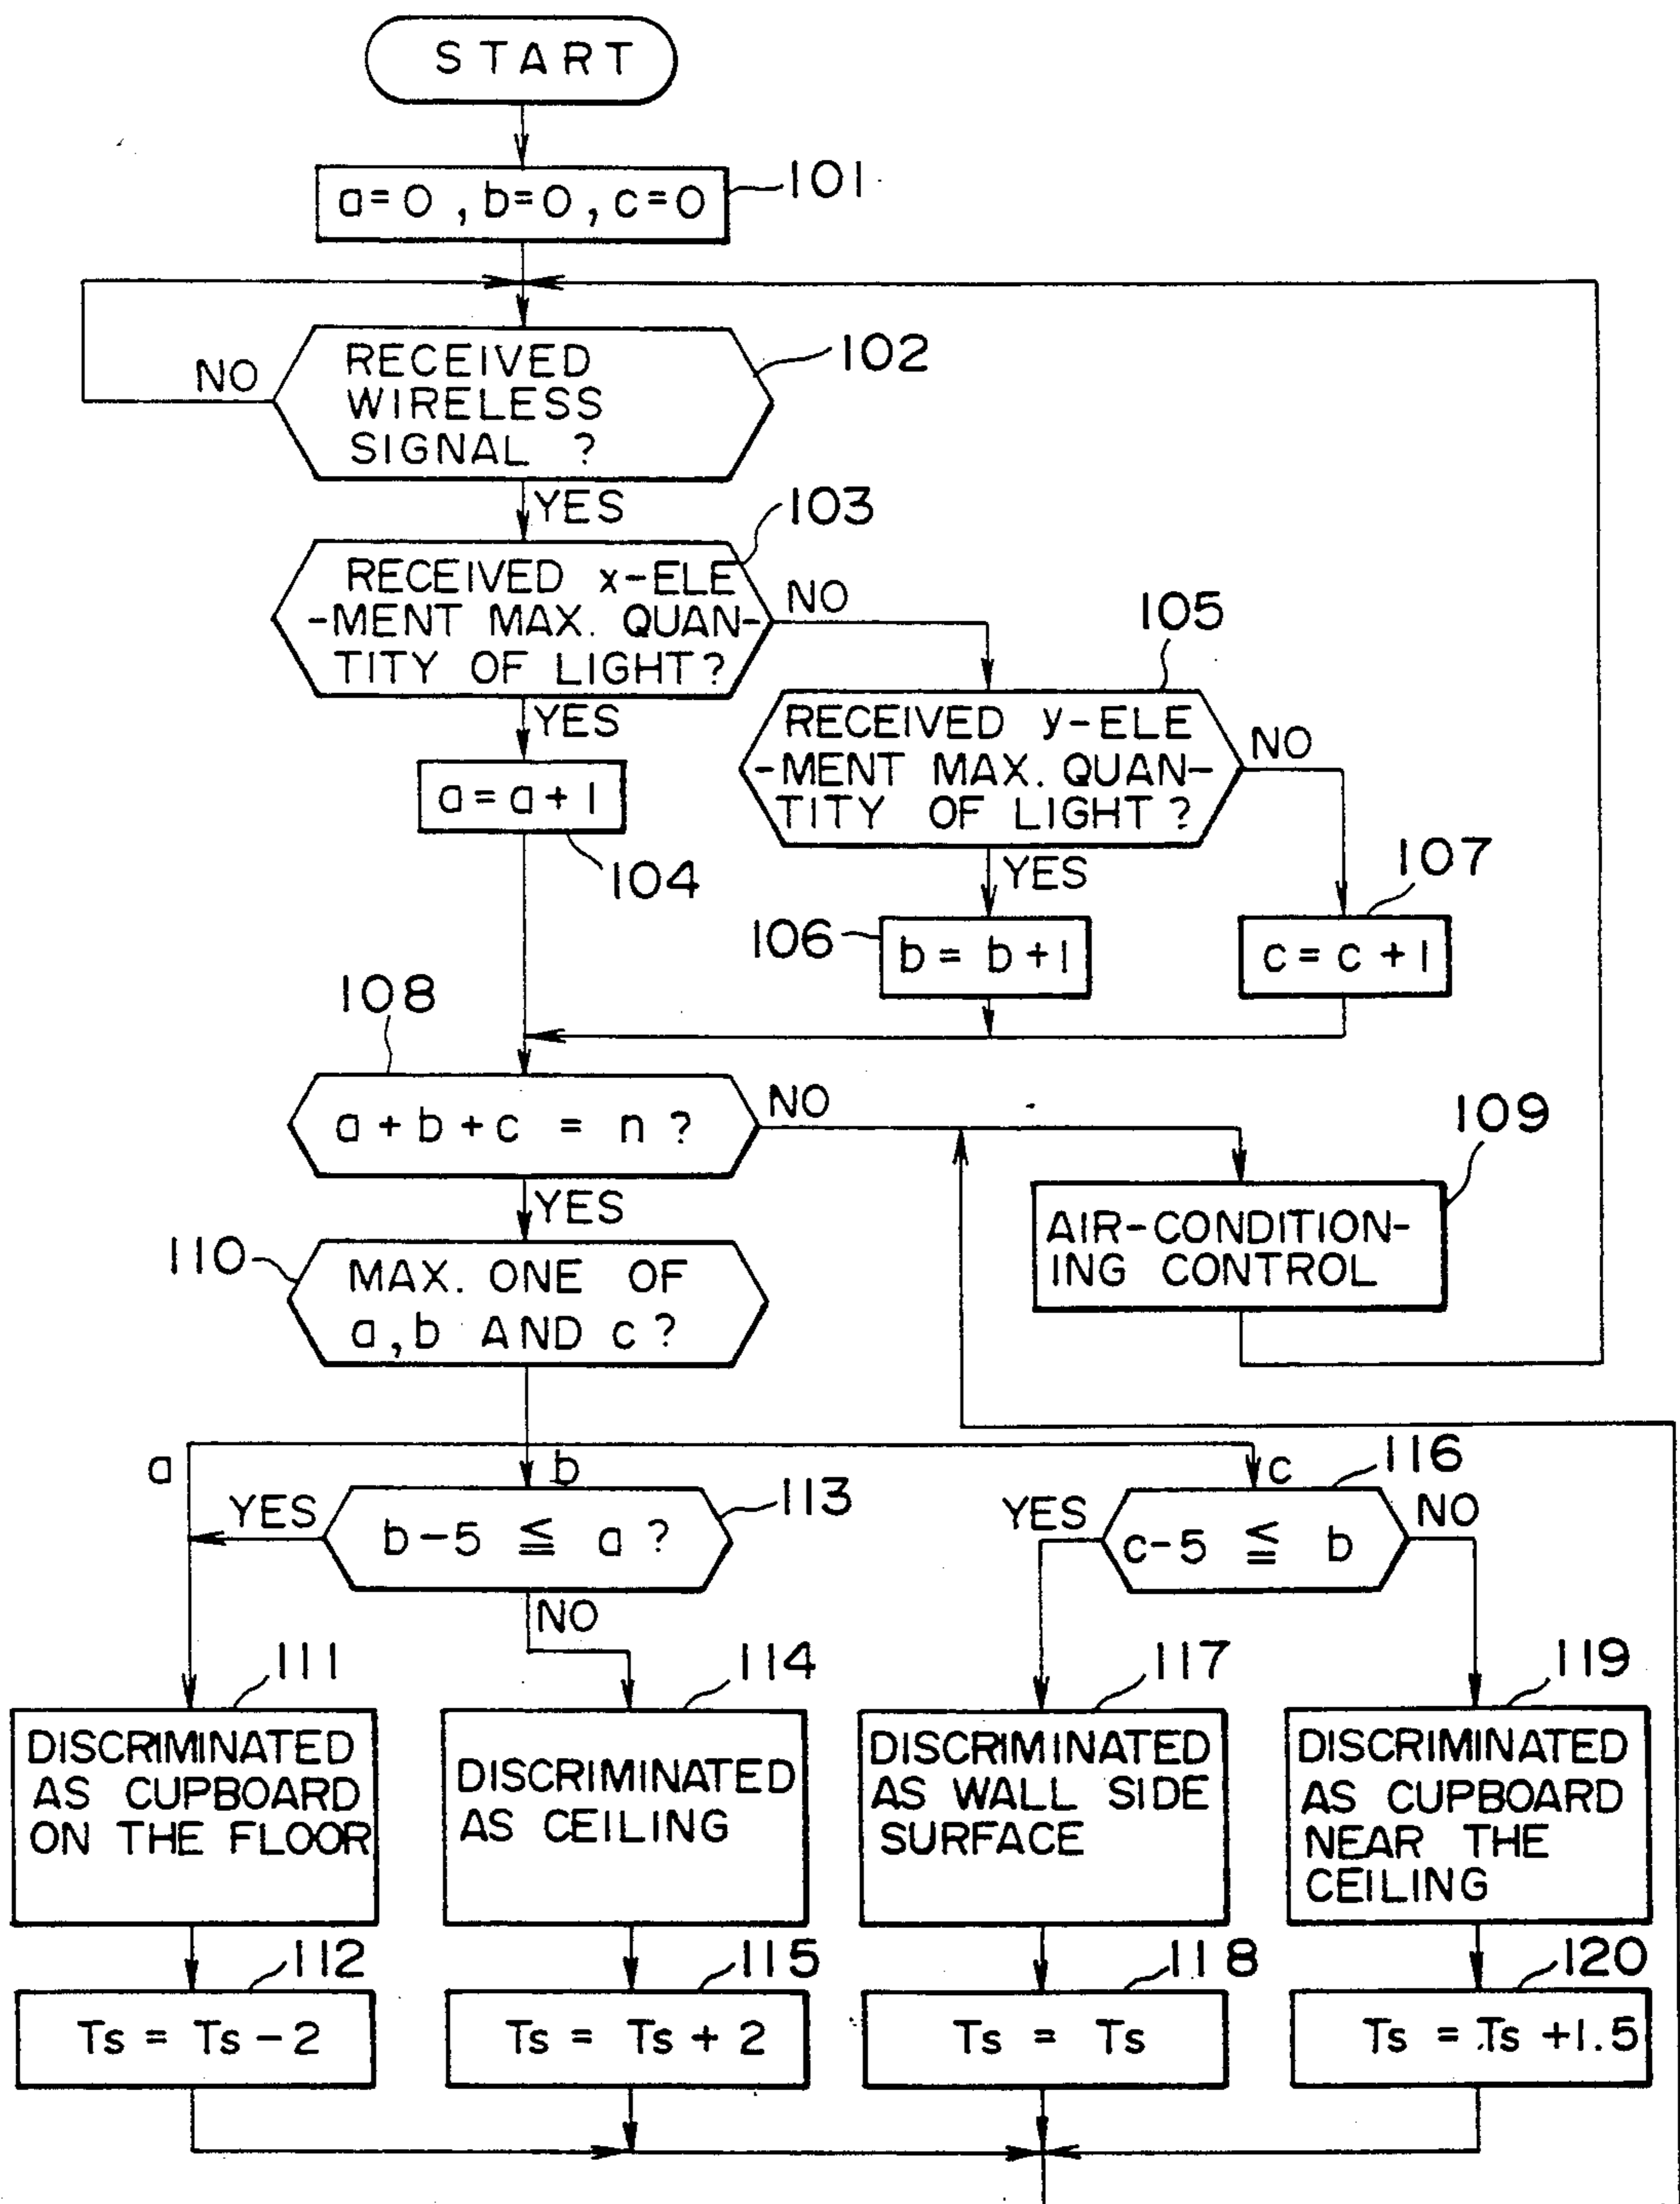 START
a=0, b=0, c=0
101
RECEIVED
WIRELESS
SIGNAL ?
102
NO
YES
RECEIVED x-ELE
-MENT MAX. QUAN-
TITY OF LIGHT?
103
NO
YES
a=a+1
104
RECEIVED y-ELE
-MENT MAX. QUAN-
TITY OF LIGHT?
105
NO
YES
106
b=b+1
107
c=c+1
108
a+b+c = n ?
NO
YES
109
AIR-CONDITION-
ING CONTROL
110
MAX. ONE OF
a,b AND c ?
a
b
c
113
b-5 ≦ a ?
YES
NO
116
c-5 ≦ b
YES
NO
111
DISCRIMINATED
AS CUPBOARD
ON THE FLOOR
114
DISCRIMINATED
AS CEILING
117
DISCRIMINATED
AS WALL SIDE
SURFACE
119
DISCRIMINATED
AS CUPBOARD
NEAR THE
CEILING
112
Ts = Ts - 2
115
Ts = Ts + 2
118
Ts = Ts
120
Ts = Ts +1.5